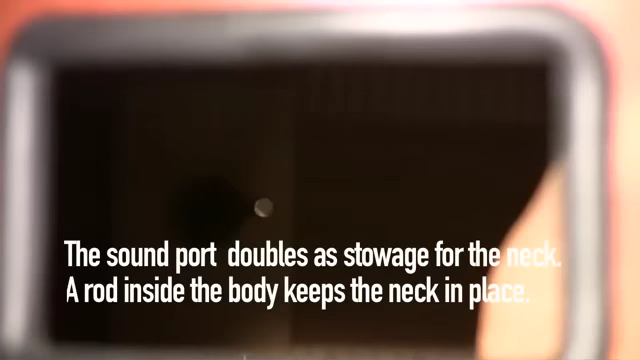 The sound port doubles as stowage for the neck.
A rod inside the body keeps the neck in place.